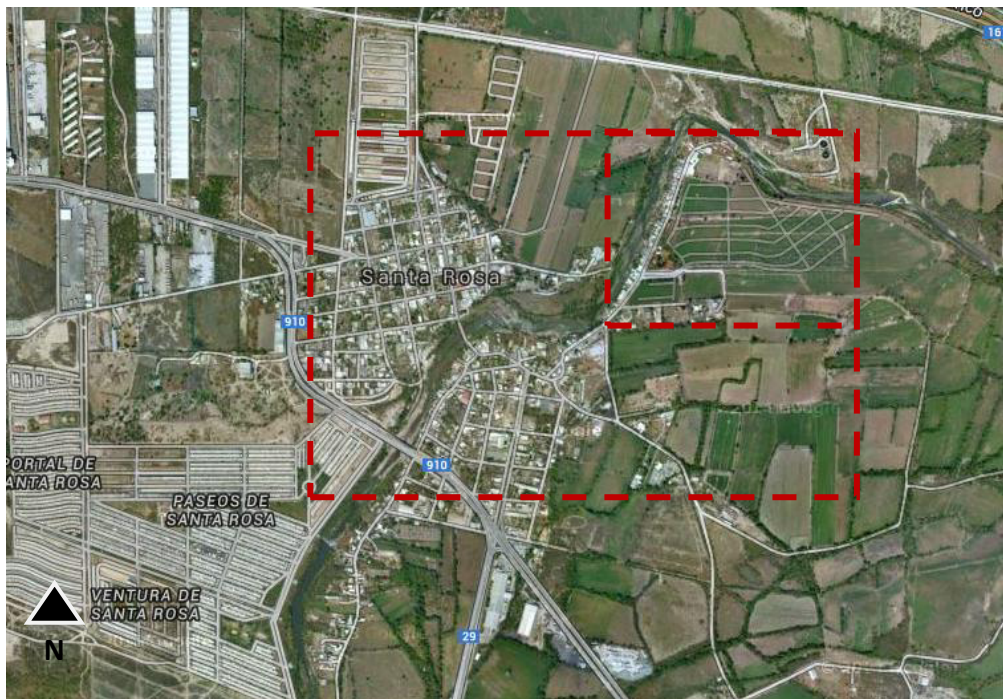 16
Santa Rosa
910
910
PORTAL DE
SANTA ROSA
PASEOS DE
SANTA ROSA
VENTURA DE
SANTA ROSA
N
29